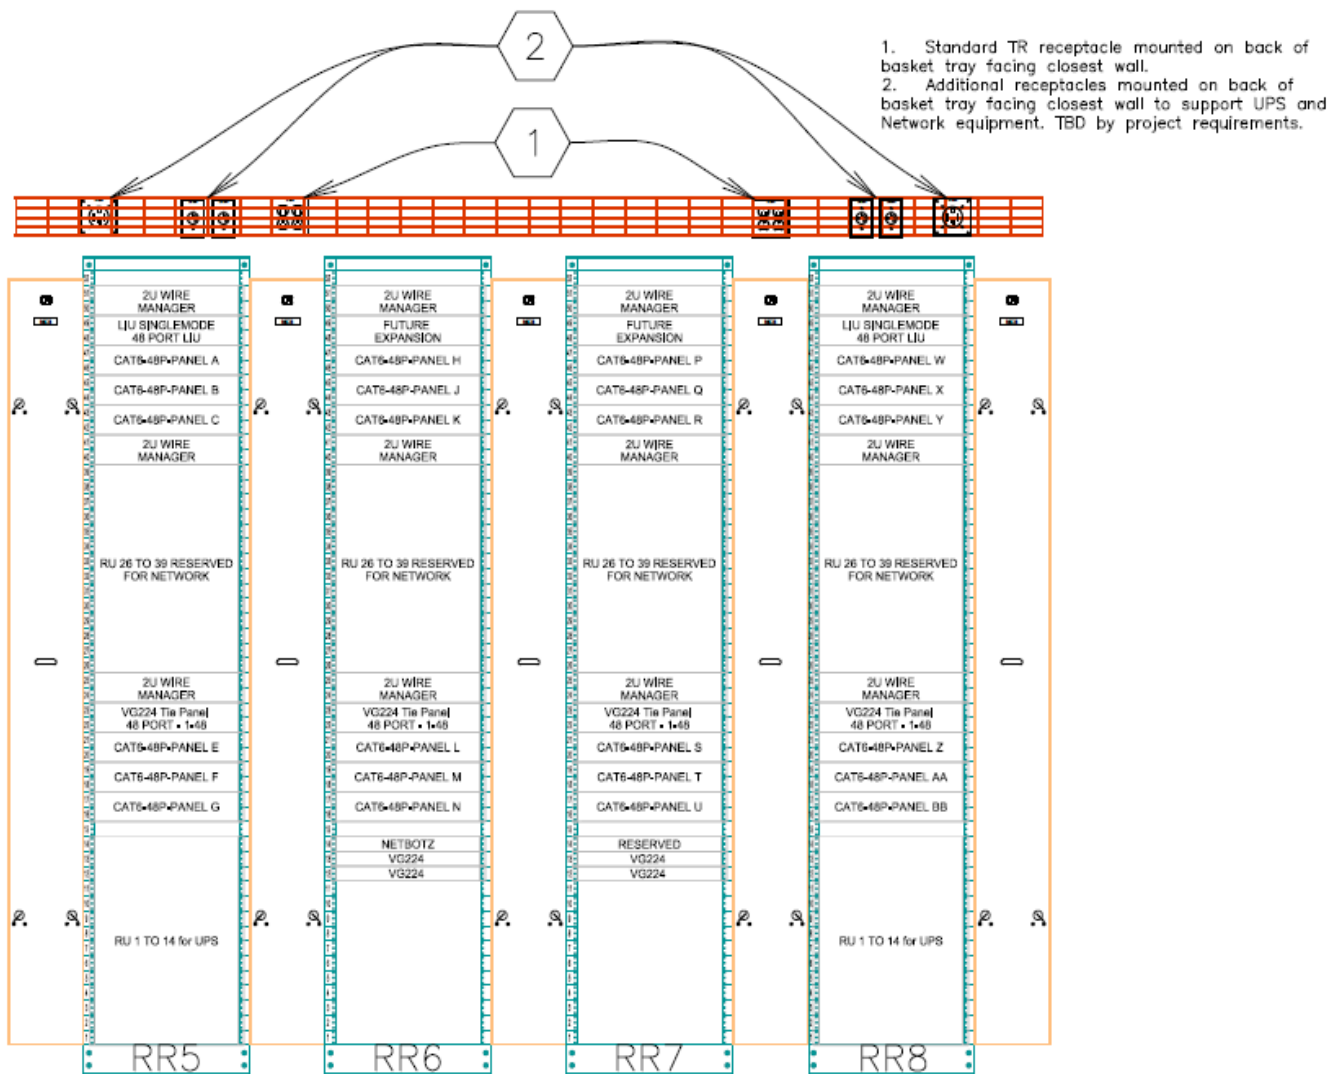 2
1
1. Standard TR receptacle mounted on back of
basket tray facing closest wall.
2. Additional receptacles mounted on back of
basket tray facing closest wall to support UPS and
Network equipment. TBD by project requirements.
2U WIRE
MANAGER
LIU SINGLEMODE
48 PORT LIU
CAT6-48P-PANEL A
CAT6-48P-PANEL B
CAT6-48P-PANEL C
2U WIRE
MANAGER
RU 26 TO 39 RESERVED
FOR NETWORK
2U WIRE
MANAGER
VG224 Tie Panel
48 PORT - 1-48
CAT6-48P-PANEL E
CAT6-48P-PANEL F
CAT6-48P-PANEL G
RU 1 TO 14 for UPS
RR5
2U WIRE
MANAGER
FUTURE
EXPANSION
CAT6-48P-PANEL H
CAT6-48P-PANEL J
CAT6-48P-PANEL K
2U WIRE
MANAGER
RU 26 TO 39 RESERVED
FOR NETWORK
2U WIRE
MANAGER
VG224 Tie Panel
48 PORT - 1-48
CAT6-48P-PANEL L
CAT6-48P-PANEL M
CAT6-48P-PANEL N
NETBOTZ
VG224
VG224
RR6
2U WIRE
MANAGER
FUTURE
EXPANSION
CAT6-48P-PANEL P
CAT6-48P-PANEL Q
CAT6-48P-PANEL R
2U WIRE
MANAGER
RU 26 TO 39 RESERVED
FOR NETWORK
2U WIRE
MANAGER
VG224 Tie Panel
48 PORT - 1-48
CAT6-48P-PANEL S
CAT6-48P-PANEL T
CAT6-48P-PANEL U
RESERVED
VG224
VG224
RR7
2U WIRE
MANAGER
LIU SINGLEMODE
48 PORT LIU
CAT6-48P-PANEL W
CAT6-48P-PANEL X
CAT6-48P-PANEL Y
2U WIRE
MANAGER
RU 26 TO 39 RESERVED
FOR NETWORK
2U WIRE
MANAGER
VG224 Tie Panel
48 PORT - 1-48
CAT6-48P-PANEL Z
CAT6-48P-PANEL AA
CAT6-48P-PANEL BB
RU 1 TO 14 for UPS
RR8